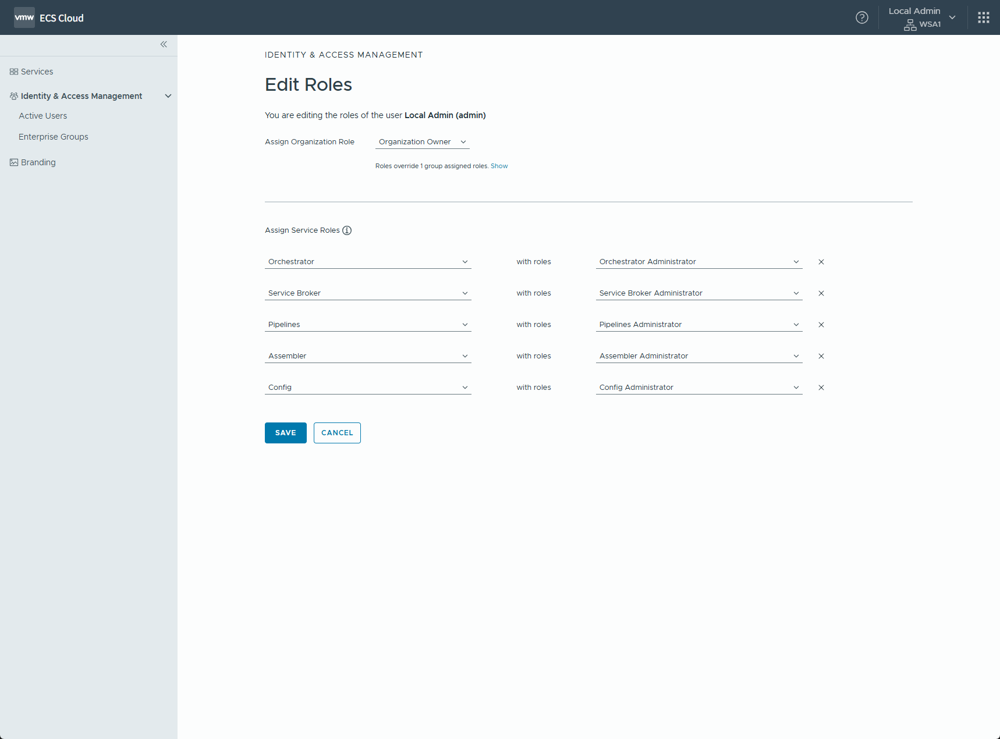 vmw ECS Cloud
Local Admin
WSA1
Services
Identity & Access Management
Active Users
Enterprise Groups
Branding
IDENTITY & ACCESS MANAGEMENT
Edit Roles
You are editing the roles of the user Local Admin (admin)
Assign Organization Role Organization Owner
Roles override 1 group assigned roles. Show
Assign Service Roles
Orchestrator with roles Orchestrator Administrator
Service Broker with roles Service Broker Administrator
Pipelines with roles Pipelines Administrator
Assembler with roles Assembler Administrator
Config with roles Config Administrator
SAVE CANCEL